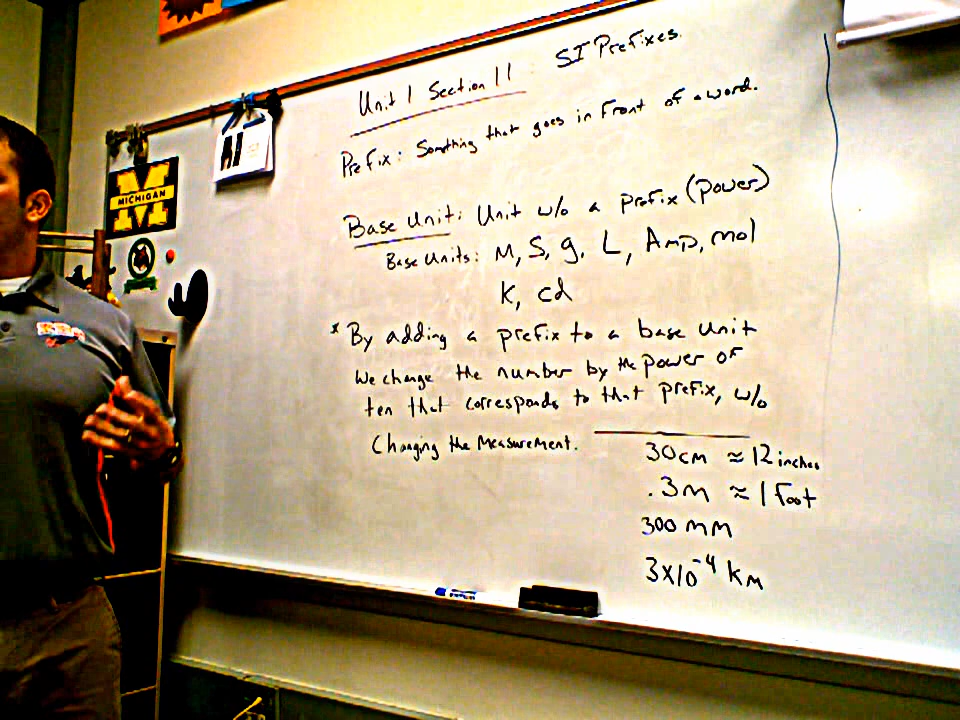 Unit 1 Section 11 : SI Prefixes.
Prefix: Something that goes in front of a word.
Base Unit: Unit w/o a prefix (power)
Base Units: M, S, g, L, Amp, mol
K, cd
* By adding a prefix to a base unit
We change the number by the power of
ten that corresponds to that prefix, w/o
Changing the Measurement.
30cm ≈ 12 inches
.3m ≈ 1 foot
300 mm
3x10⁻⁴ km
M
MICHIGAN